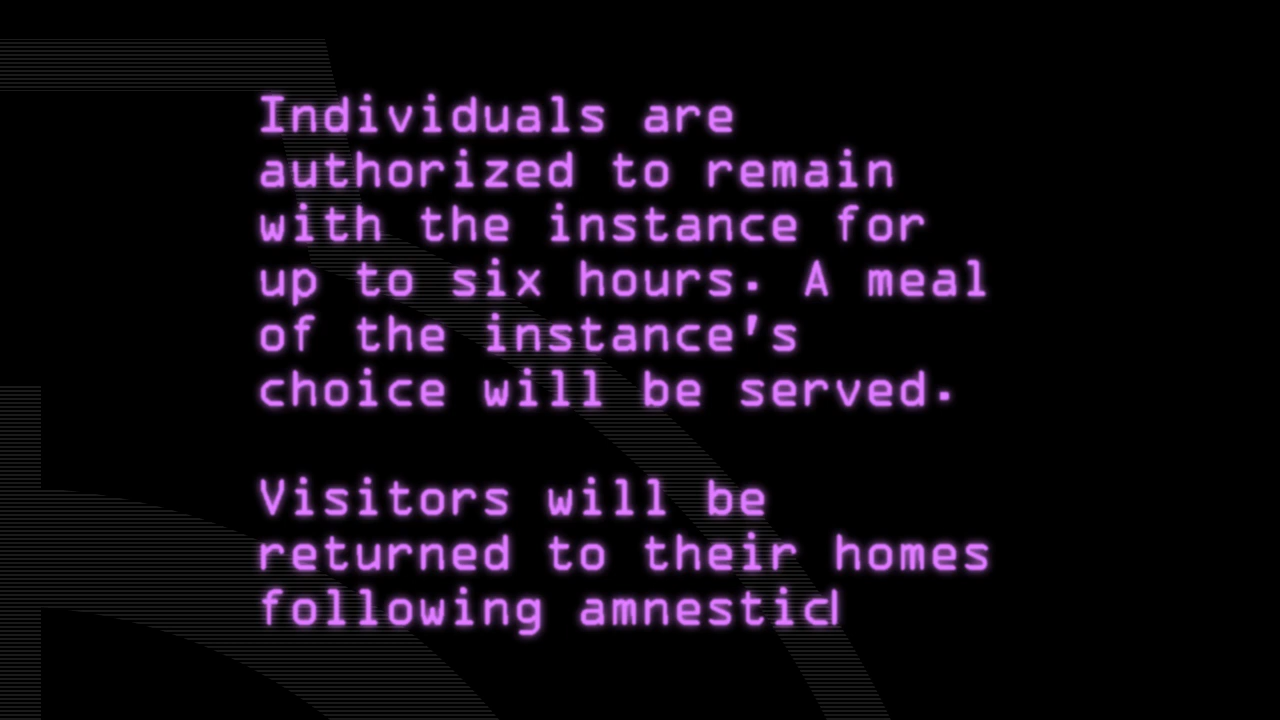 Individuals are
authorized to remain
with the instance for
up to six hours. A meal
of the instance's
choice will be served.
Visitors will be
returned to their homes
following amnestic